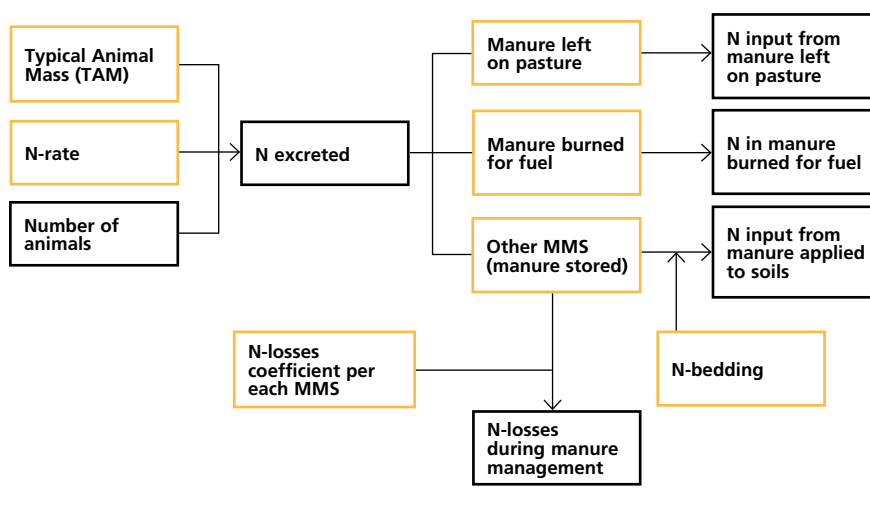 Typical Animal
Mass (TAM)
N-rate
Number of
animals
N excreted
Manure left
on pasture
Manure burned
for fuel
Other MMS
(manure stored)
N input from
manure left
on pasture
N in manure
burned for fuel
N input from
manure applied
to soils
N-losses
coefficient per
each MMS
N-bedding
N-losses
during manure
management